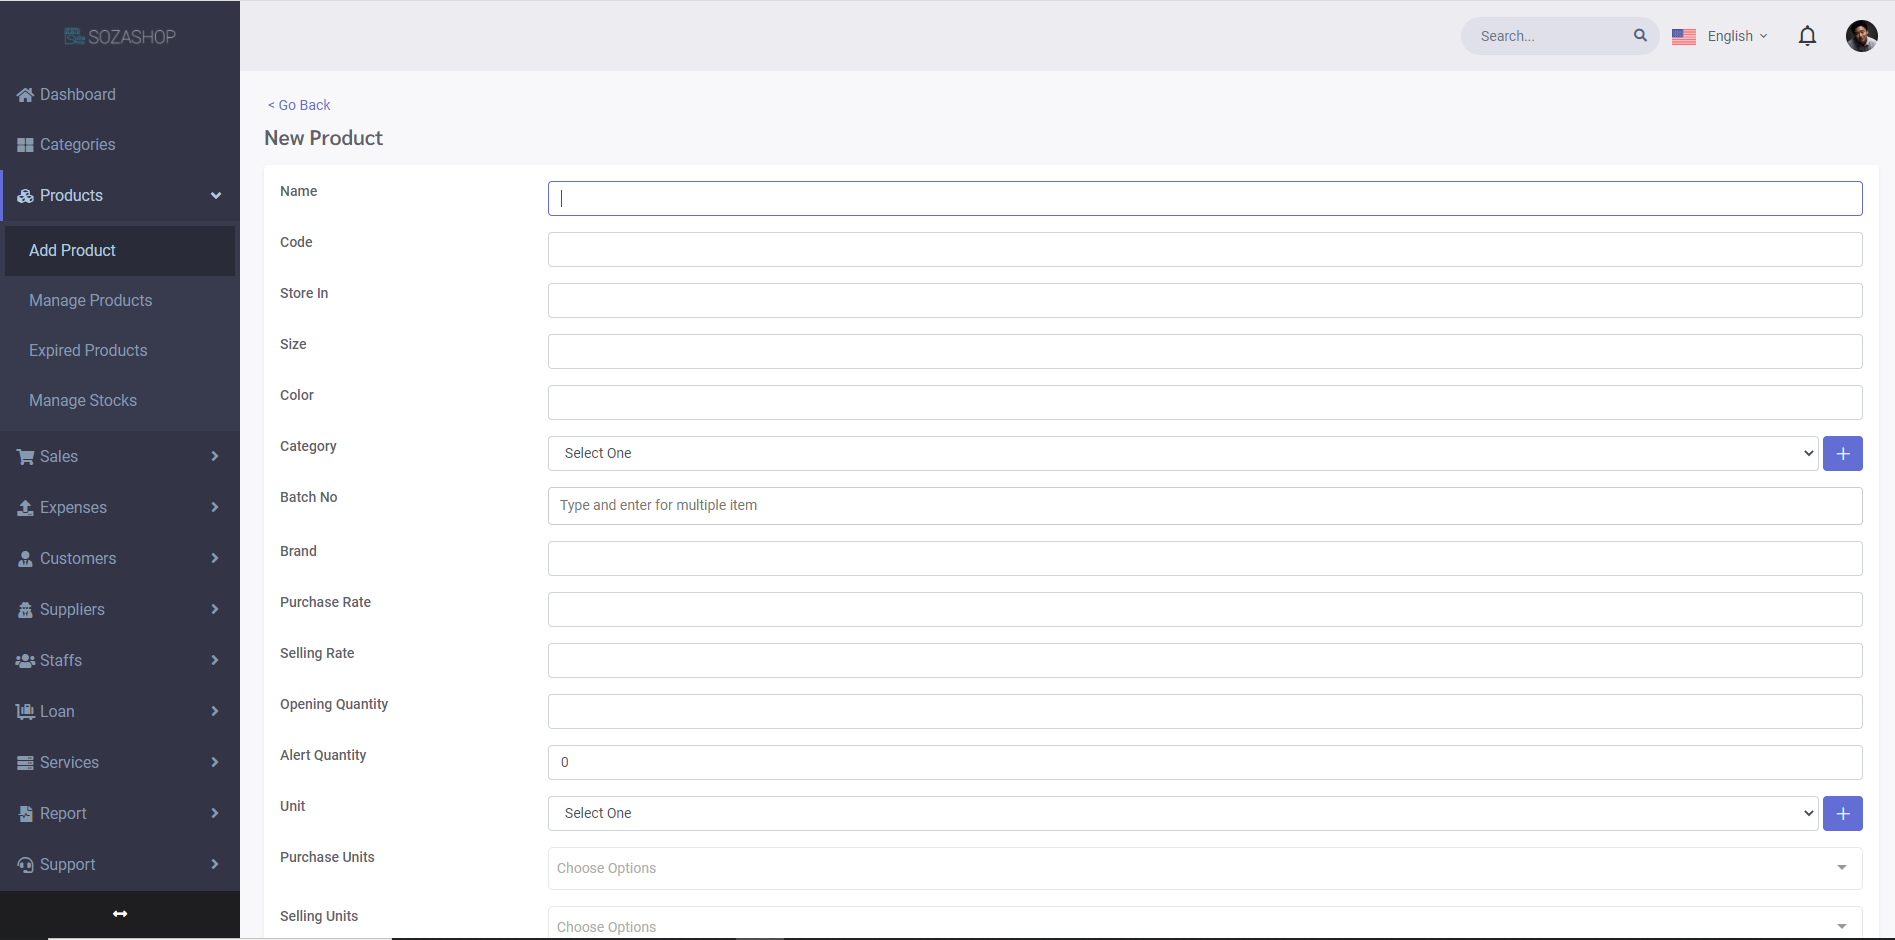 SOZASHOP
Dashboard
Categories
Products
Add Product
Manage Products
Expired Products
Manage Stocks
Sales
Expenses
Customers
Suppliers
Staffs
Loan
Services
Report
Support
Search...
English
< Go Back
New Product
Name
Code
Store In
Size
Color
Category
Select One
Batch No
Type and enter for multiple item
Brand
Purchase Rate
Selling Rate
Opening Quantity
Alert Quantity
0
Unit
Select One
Purchase Units
Choose Options
Selling Units
Choose Options